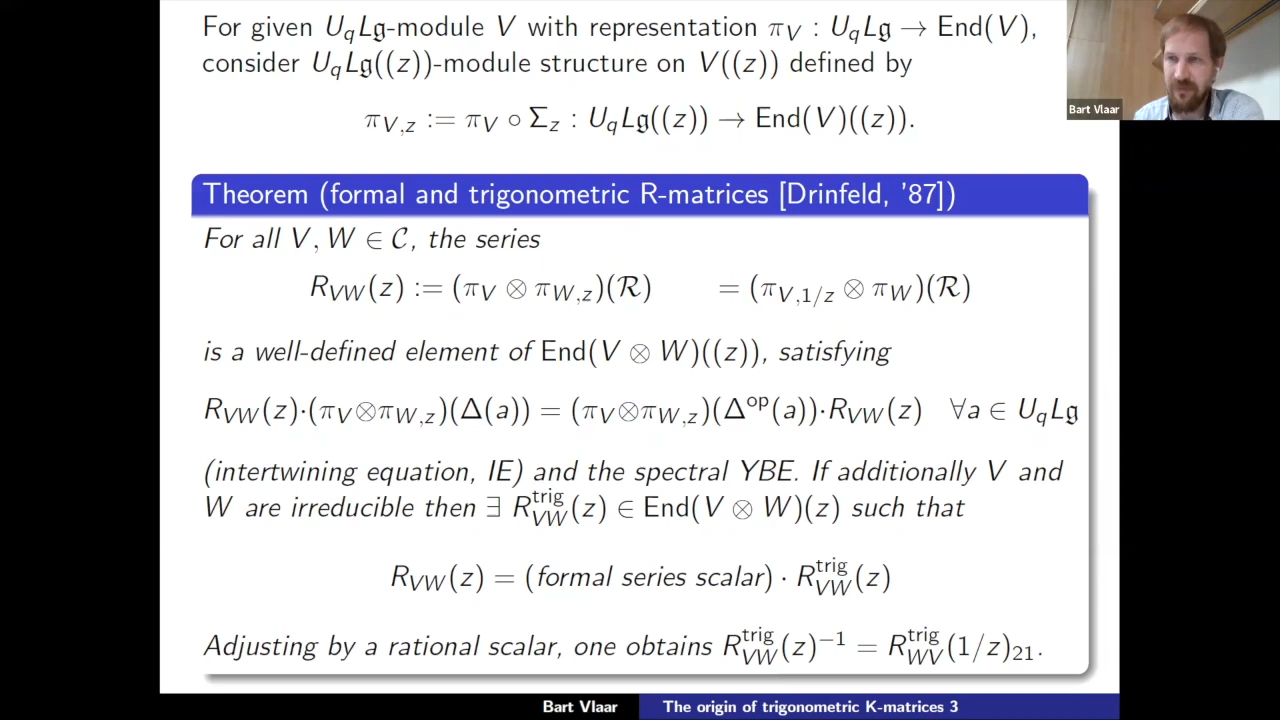 For given U_qL𝔤-module V with representation π_V : U_qL𝔤 → End(V),
consider U_qL𝔤((z))-module structure on V((z)) defined by
π_{V,z} := π_V ∘ Σ_z : U_qL𝔤((z)) → End(V)((z)).
Bart Vlaar
Theorem (formal and trigonometric R-matrices [Drinfeld, '87])
For all V, W ∈ 𝒞, the series
R_{VW}(z) := (π_V ⊗ π_{W,z})(ℛ) = (π_{V,1/z} ⊗ π_W)(ℛ)
is a well-defined element of End(V ⊗ W)((z)), satisfying
R_{VW}(z)·(π_V⊗π_{W,z})(Δ(a)) = (π_V⊗π_{W,z})(Δ^{op}(a))·R_{VW}(z) ∀a ∈ U_qL𝔤
(intertwining equation, IE) and the spectral YBE. If additionally V and
W are irreducible then ∃ R_{VW}^{trig}(z) ∈ End(V ⊗ W)(z) such that
R_{VW}(z) = (formal series scalar) · R_{VW}^{trig}(z)
Adjusting by a rational scalar, one obtains R_{VW}^{trig}(z)^{-1} = R_{WV}^{trig}(1/z)_{21}.
Bart Vlaar The origin of trigonometric K-matrices 3